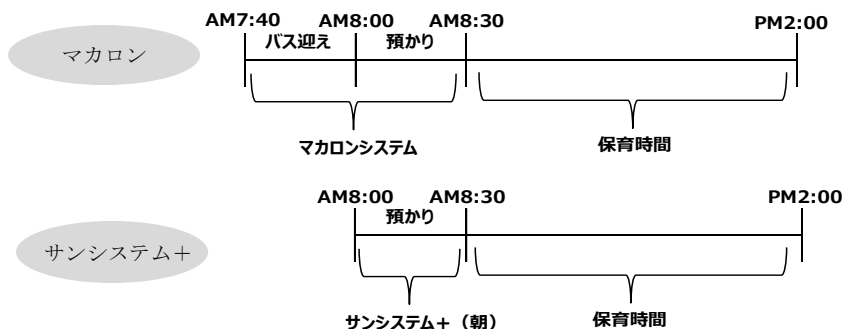 AM7:40 AM8:00 AM8:30 PM2:00
バス迎え 預かり
マカロン
マカロンシステム 保育時間
AM8:00 AM8:30 PM2:00
預かり
サンシステム＋
サンシステム＋（朝） 保育時間